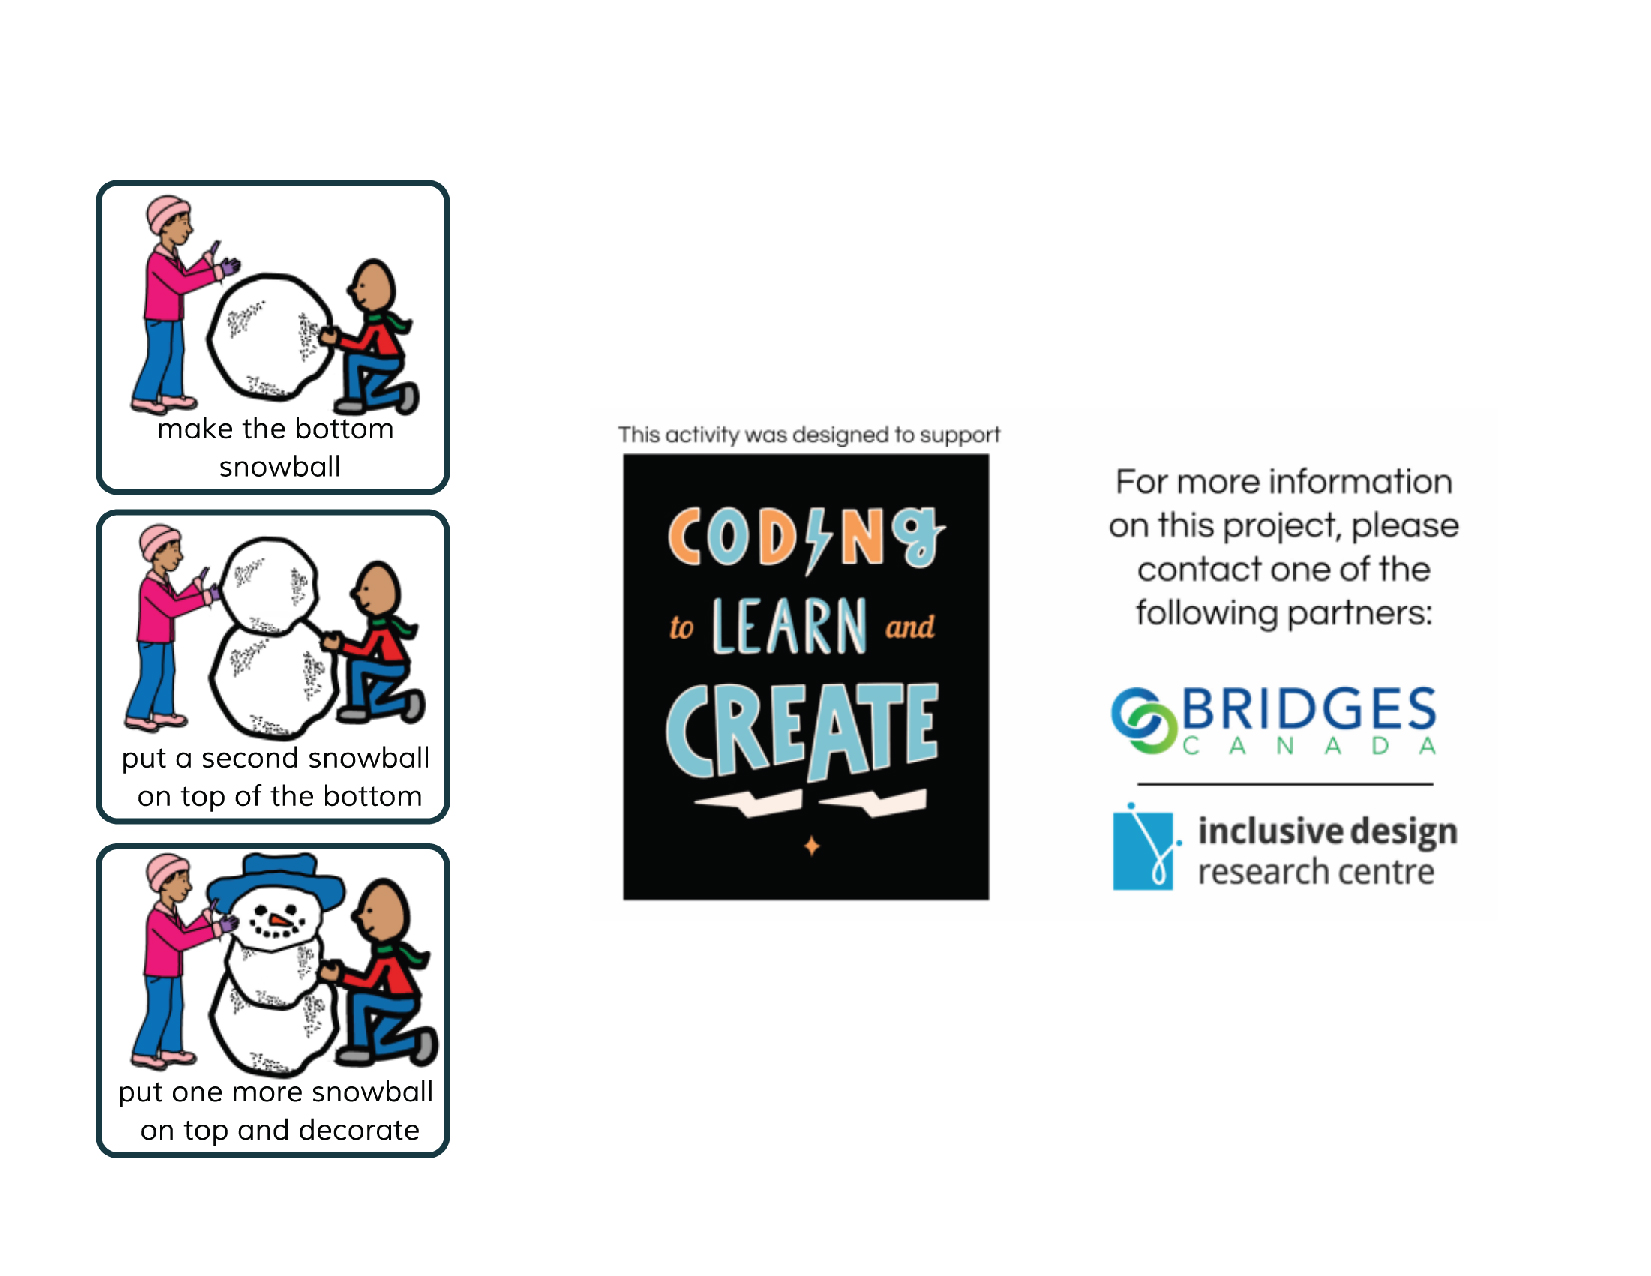 make the bottom
snowball
put a second snowball
on top of the bottom
put one more snowball
on top and decorate
This activity was designed to support
CODING
to LEARN and
CREATE
For more information
on this project, please
contact one of the
following partners:
BRIDGES
CANADA
inclusive design
research centre